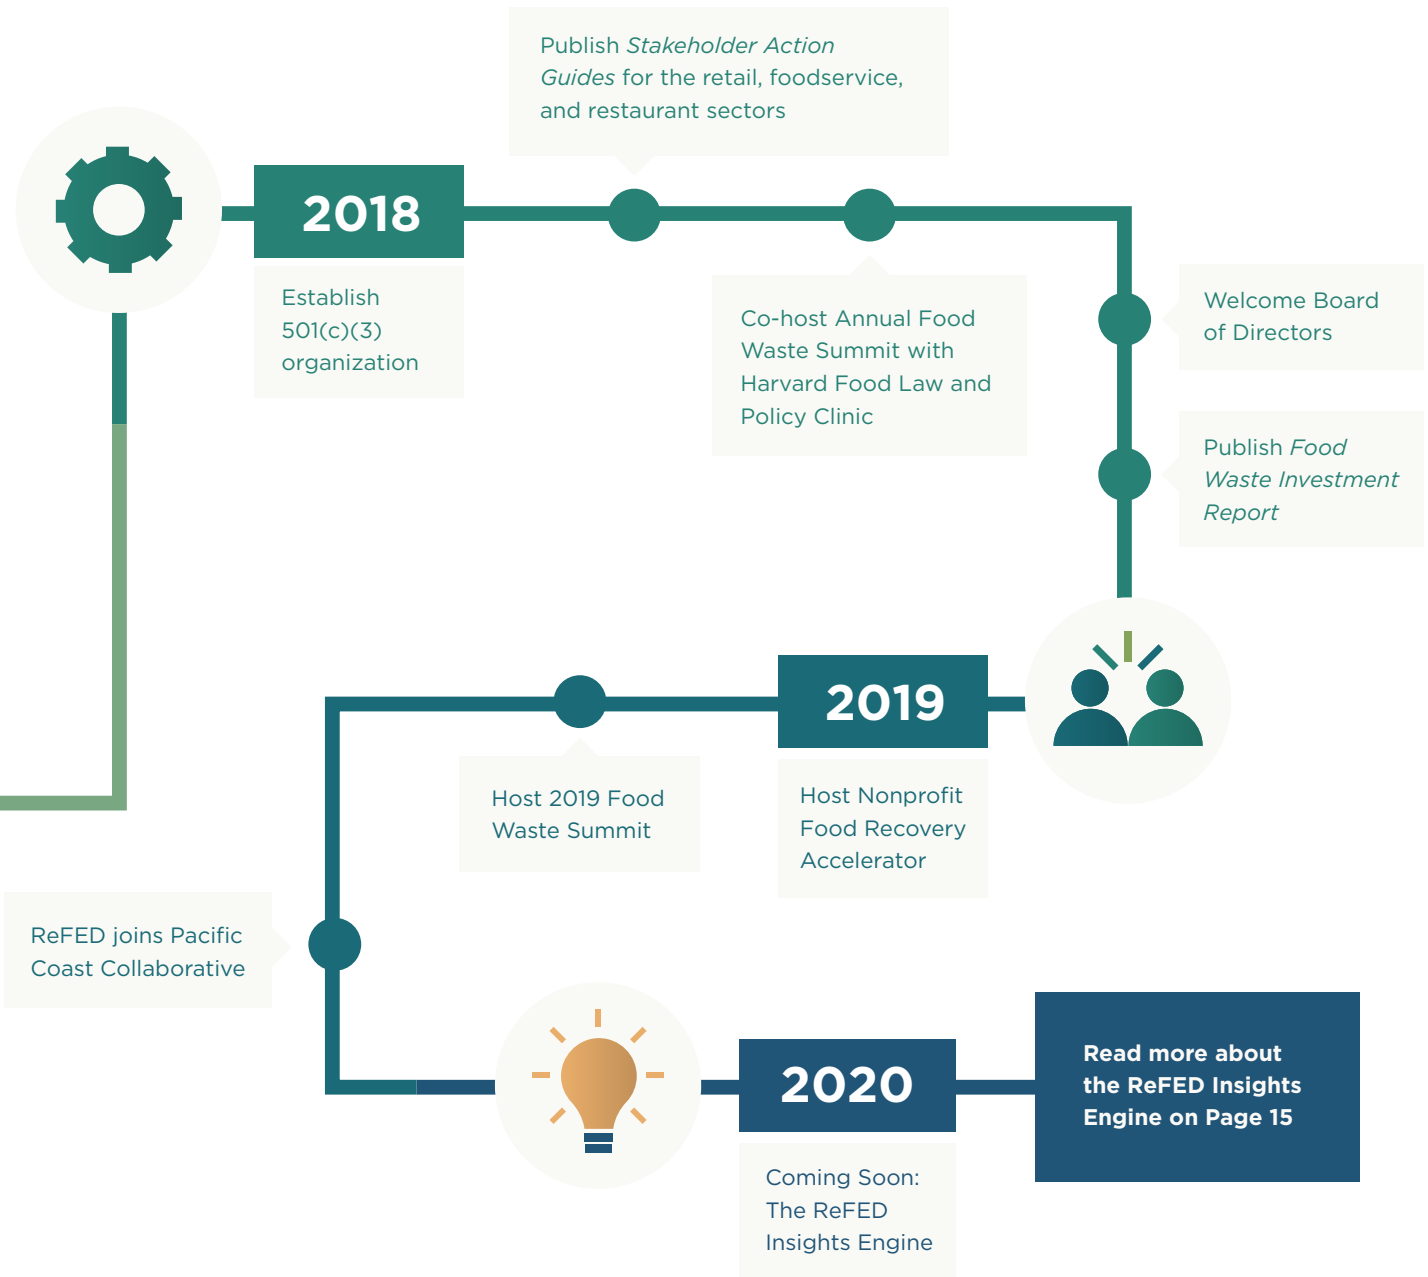 Publish Stakeholder Action
Guides for the retail, foodservice,
and restaurant sectors
2018
Establish
501(c)(3)
organization
Co-host Annual Food
Waste Summit with
Harvard Food Law and
Policy Clinic
Welcome Board
of Directors
Publish Food
Waste Investment
Report
2019
Host Nonprofit
Food Recovery
Accelerator
Host 2019 Food
Waste Summit
ReFED joins Pacific
Coast Collaborative
2020
Coming Soon:
The ReFED
Insights Engine
Read more about
the ReFED Insights
Engine on Page 15